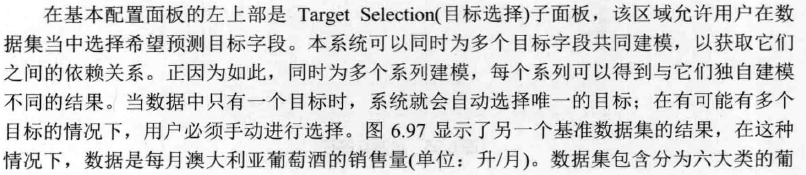 在基本配置面板的左上部是 Target Selection(目标选择)子面板，该区域允许用户在数
据集当中选择希望预测目标字段。本系统可以同时为多个目标字段共同建模，以获取它们
之间的依赖关系。正因为如此，同时为多个系列建模，每个系列可以得到与它们独自建模
不同的结果。当数据中只有一个目标时，系统就会自动选择唯一的目标；在有可能有多个
目标的情况下，用户必须手动进行选择。图 6.97 显示了另一个基准数据集的结果，在这种
情况下，数据是每月澳大利亚葡萄酒的销售量(单位：升/月)。数据集包含分为六大类的葡